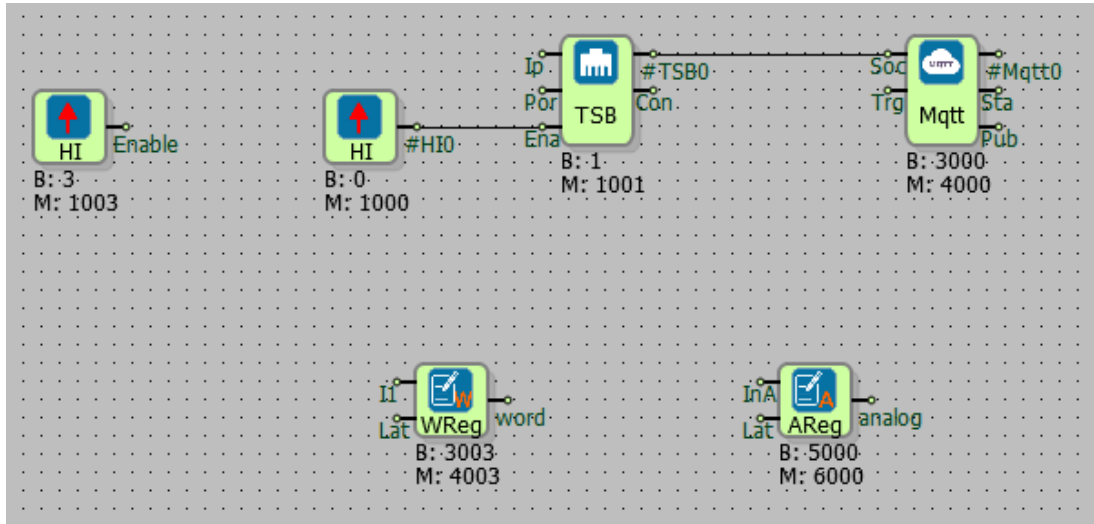 HI
Enable
B: 3
M: 1003
HI
#HI0
B: 0
M: 1000
Ip
Por
Ena
TSB
#TSB0
Con
B: 1
M: 1001
Soc
Trg
MQTT
Mqtt
#Mqtt0
Sta
Pub
B: 3000
M: 4000
I1
Lat
W
WReg
word
B: 3003
M: 4003
InA
Lat
A
AReg
analog
B: 5000
M: 6000